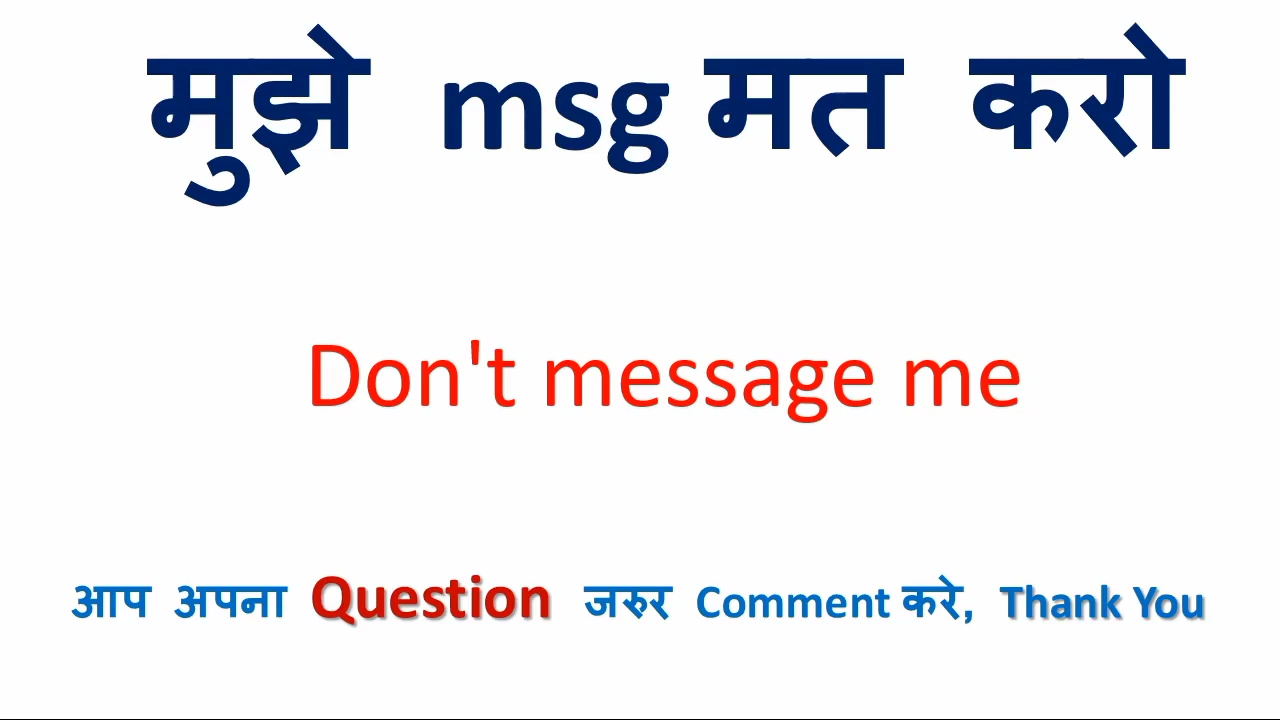 मुझे msg मत करो
Don't message me
आप अपना Question जरुर Comment करे, Thank You